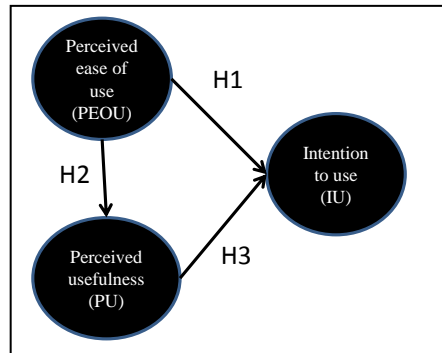 Perceived
ease of
use
(PEOU)
H1
Intention
to use
(IU)
H2
Perceived
usefulness
(PU)
H3